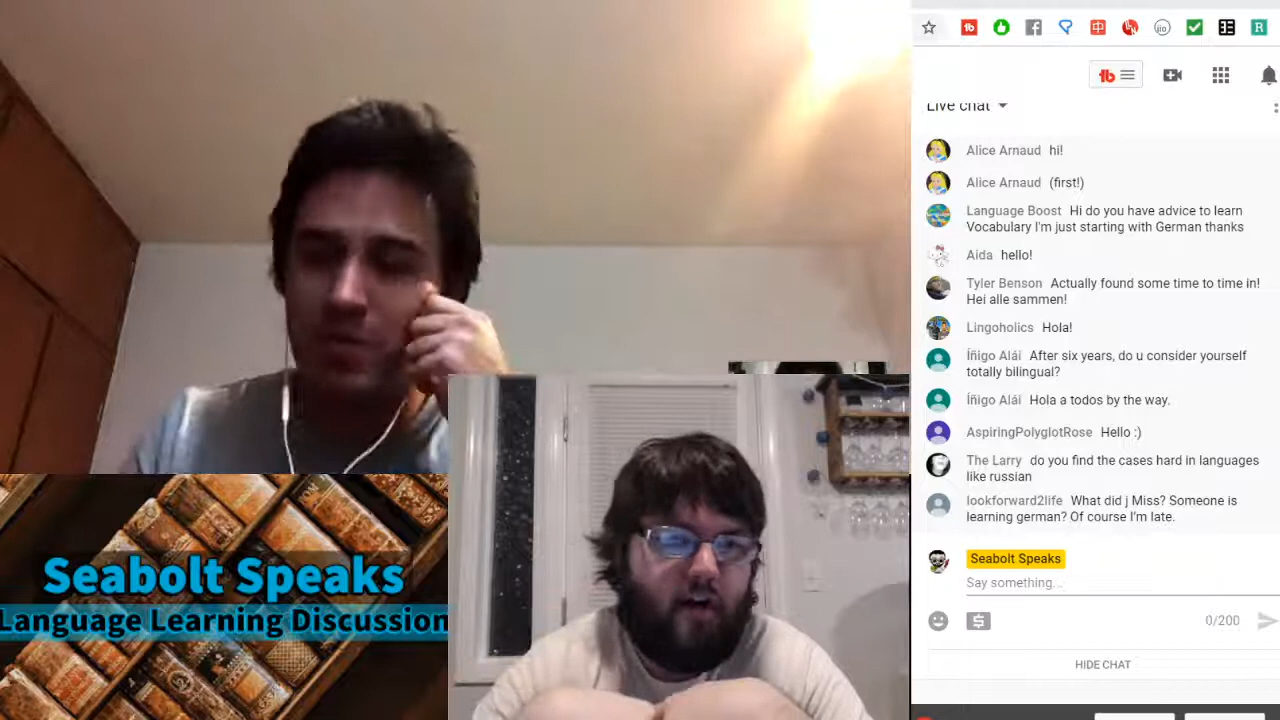 Live chat
Alice Arnaud hi!
Alice Arnaud (first!)
Language Boost Hi do you have advice to learn
Vocabulary I'm just starting with German thanks
Aida hello!
Tyler Benson Actually found some time to time in!
Hei alle sammen!
Lingoholics Hola!
Íñigo Alái After six years, do u consider yourself
totally bilingual?
Íñigo Alái Hola a todos by the way.
AspiringPolyglotRose Hello :)
The Larry do you find the cases hard in languages
like russian
lookforward2life What did j Miss? Someone is
learning german? Of course I'm late.
Seabolt Speaks
Say something...
0/200
HIDE CHAT
Seabolt Speaks
Language Learning Discussion